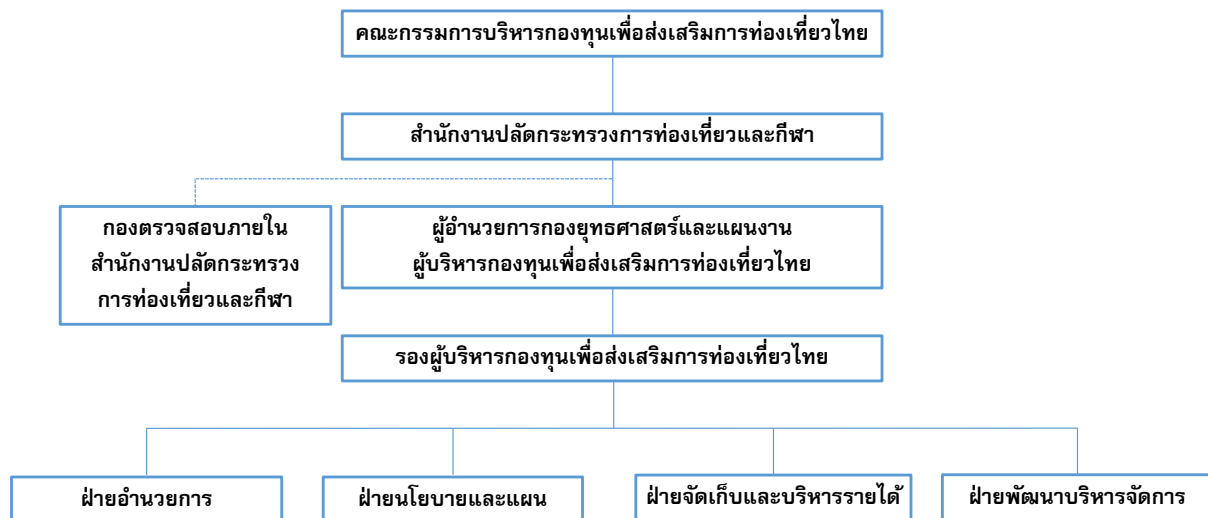 คณะกรรมการบริหารกองทุนเพื่อส่งเสริมการท่องเที่ยวไทย
สำนักงานปลัดกระทรวงการท่องเที่ยวและกีฬา
กองตรวจสอบภายใน
สำนักงานปลัดกระทรวง
การท่องเที่ยวและกีฬา
ผู้อำนวยการกองยุทธศาสตร์และแผนงาน
ผู้บริหารกองทุนเพื่อส่งเสริมการท่องเที่ยวไทย
รองผู้บริหารกองทุนเพื่อส่งเสริมการท่องเที่ยวไทย
ฝ่ายอำนวยการ
ฝ่ายนโยบายและแผน
ฝ่ายจัดเก็บและบริหารรายได้
ฝ่ายพัฒนาบริหารจัดการ